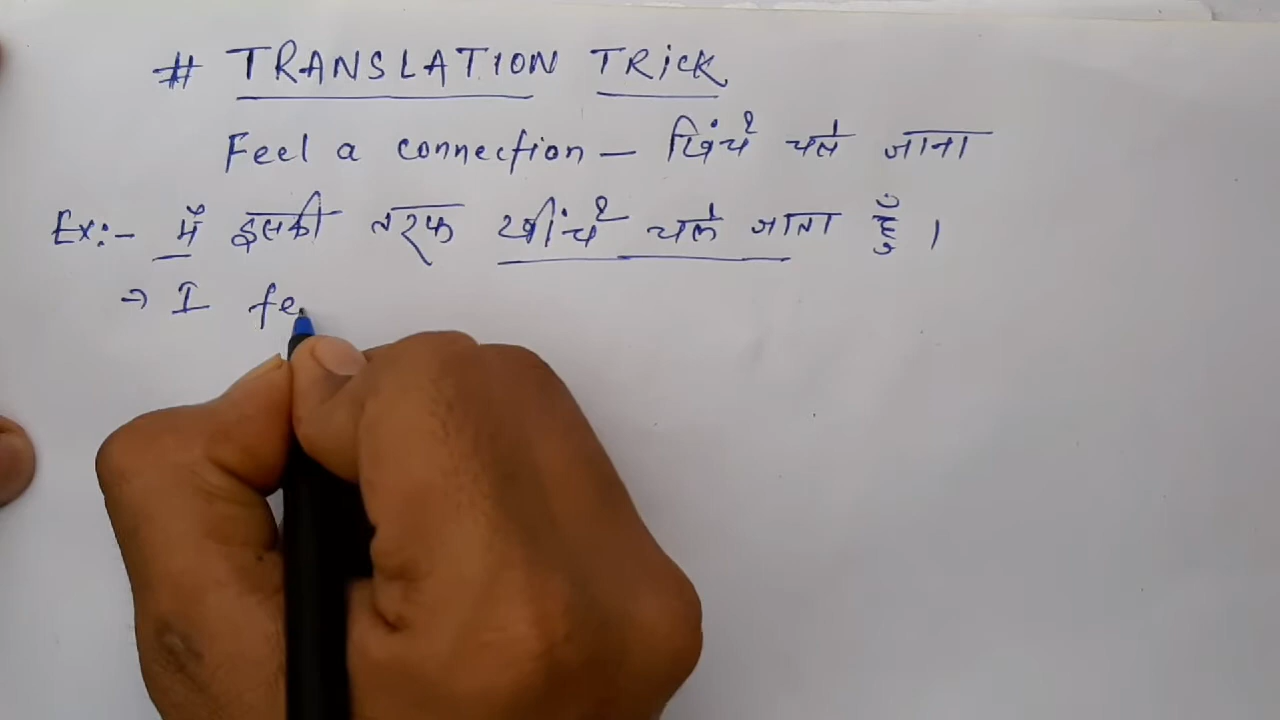 # TRANSLATION TRICK
Feel a connection – खिंचे चले जाना
Ex:- मैं इसकी तरफ खींचे चले जाता हूँ ।
→ I fe